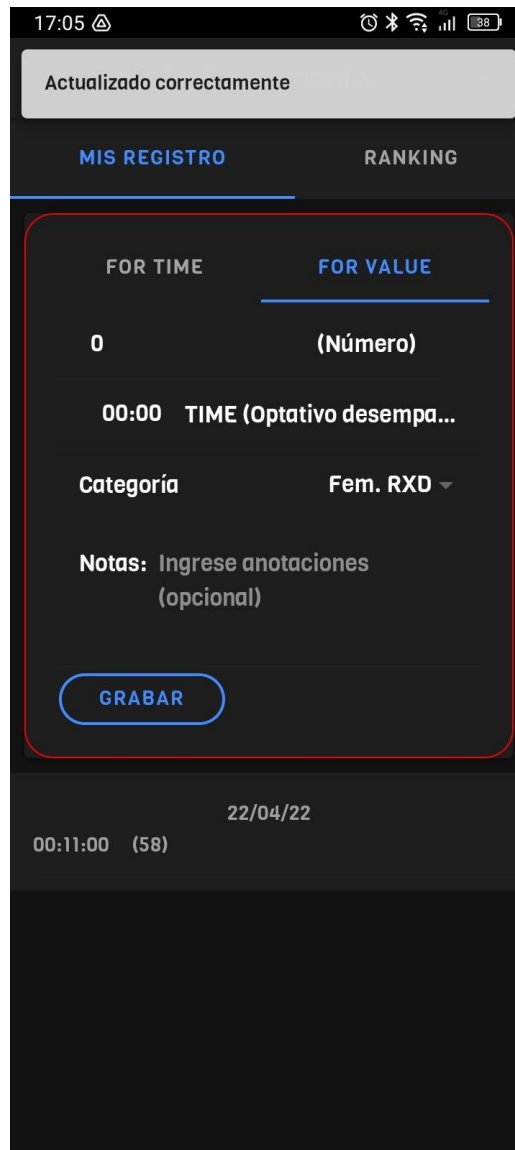 17:05 4G 38
Actualizado correctamente
MIS REGISTRO RANKING
FOR TIME FOR VALUE
0 (Número)
00:00 TIME (Optativo desempa...
Categoría Fem. RXD
Notas: Ingrese anotaciones
(opcional)
GRABAR
22/04/22
00:11:00 (58)